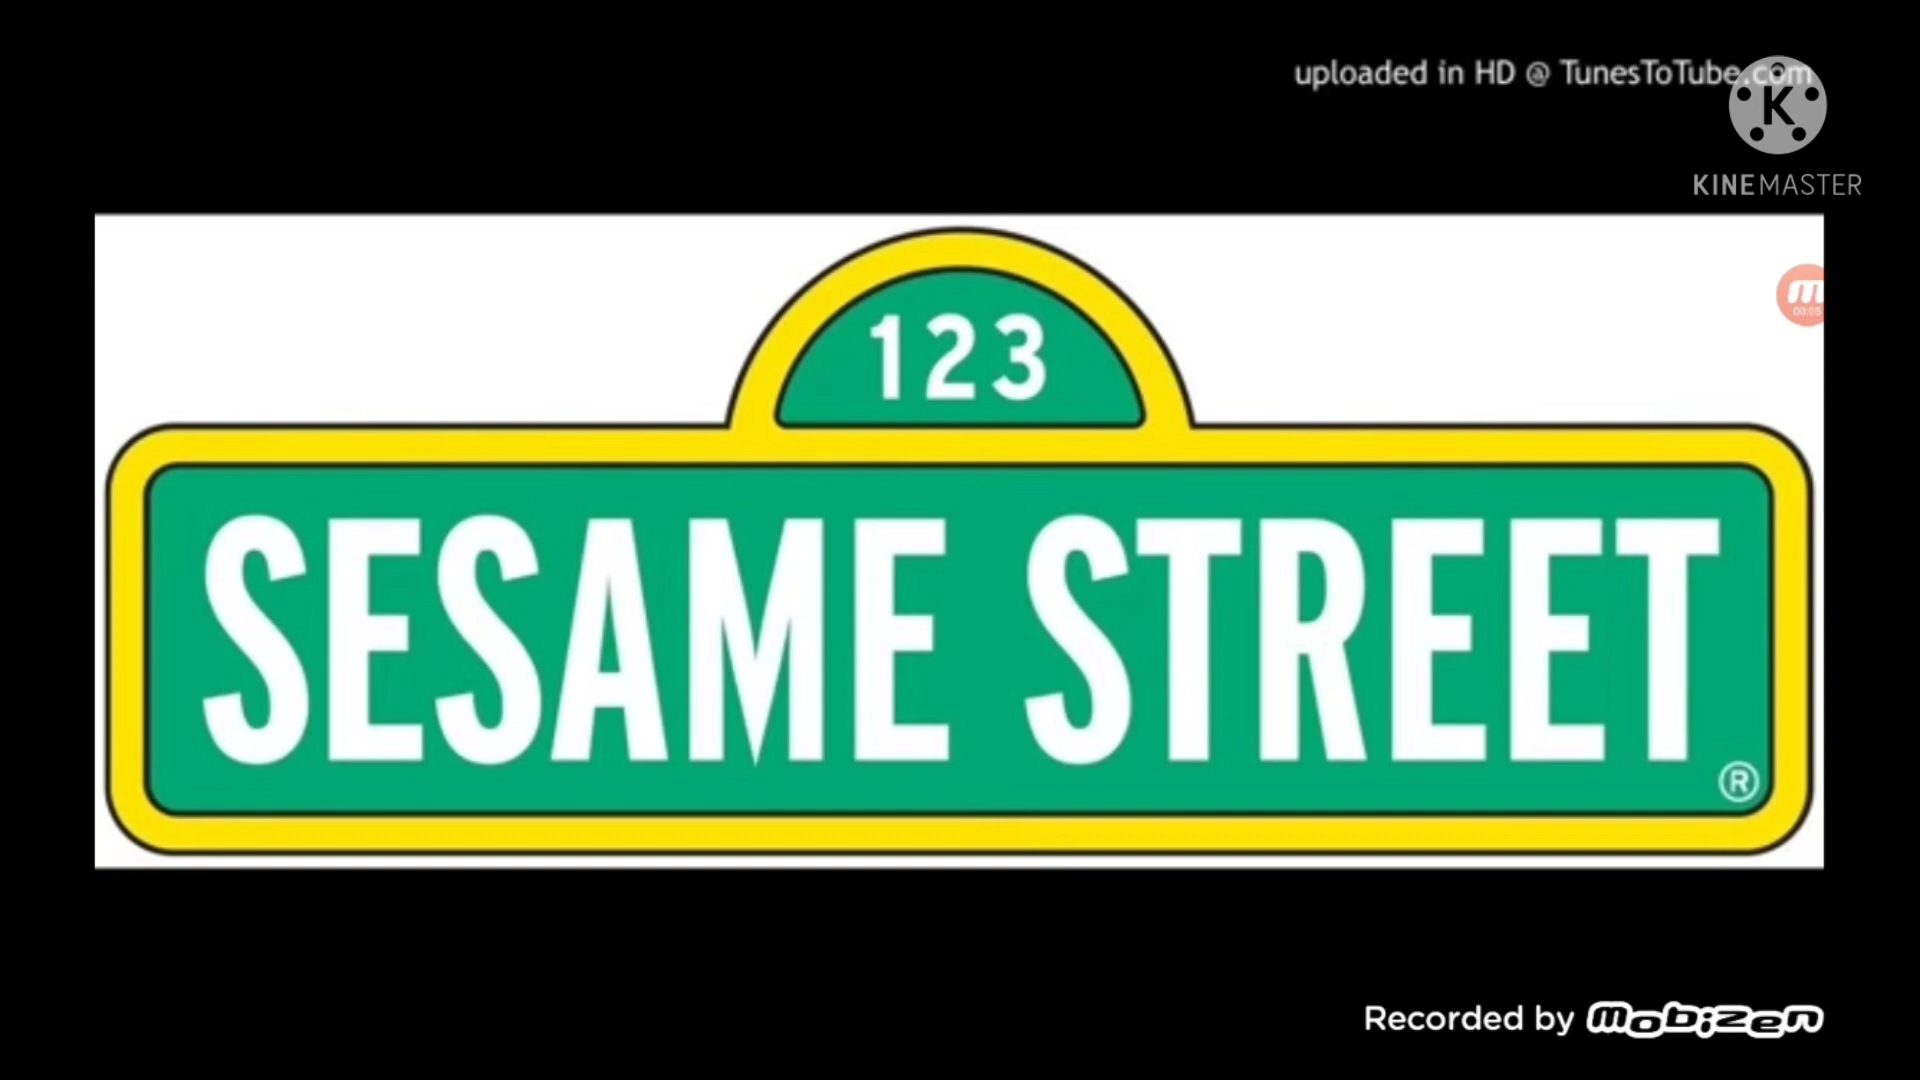 uploaded in HD @ TunesToTube.com
K
KINEMASTER
m
123
SESAME STREET
®
Recorded by mobizen